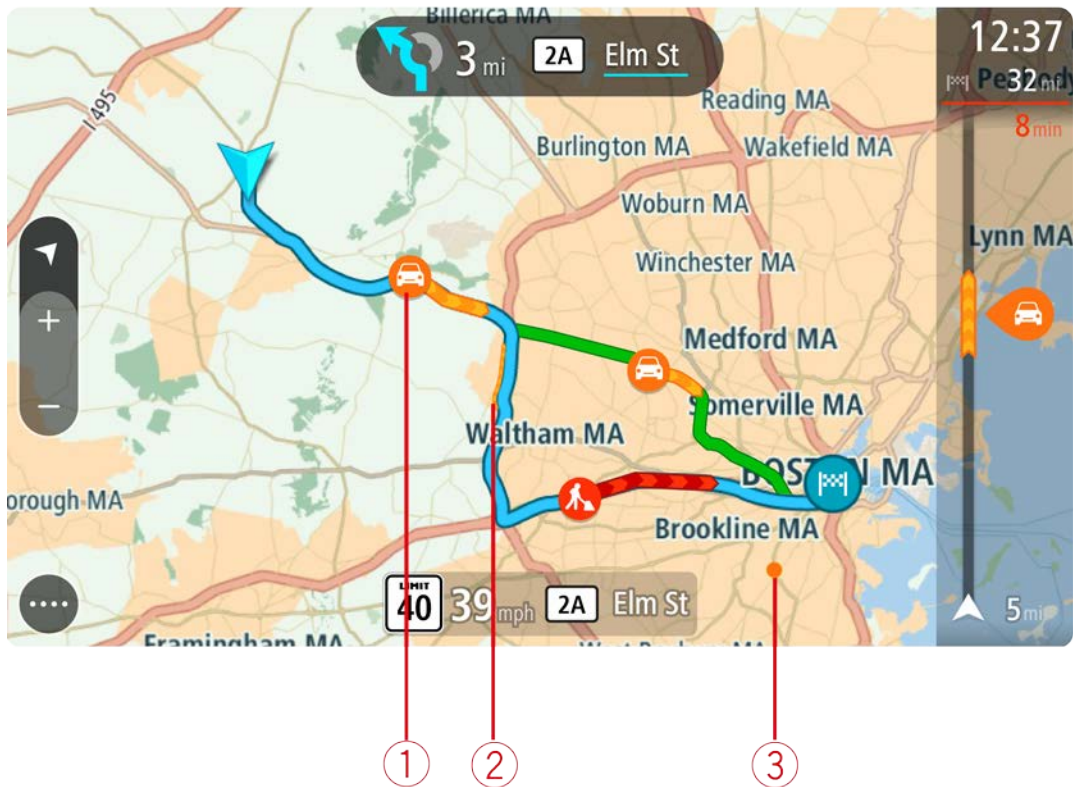 Billerica MA
3 mi 2A Elm St
12:37
Peabody
32 mi
8 min
I 495
Reading MA
Burlington MA
Wakefield MA
Woburn MA
Lynn MA
Winchester MA
+
Medford MA
−
Somerville MA
Waltham MA
BOSTON MA
orough MA
Brookline MA
LIMIT
40 39 mph 2A Elm St
5 mi
Framingham MA
1 2 3